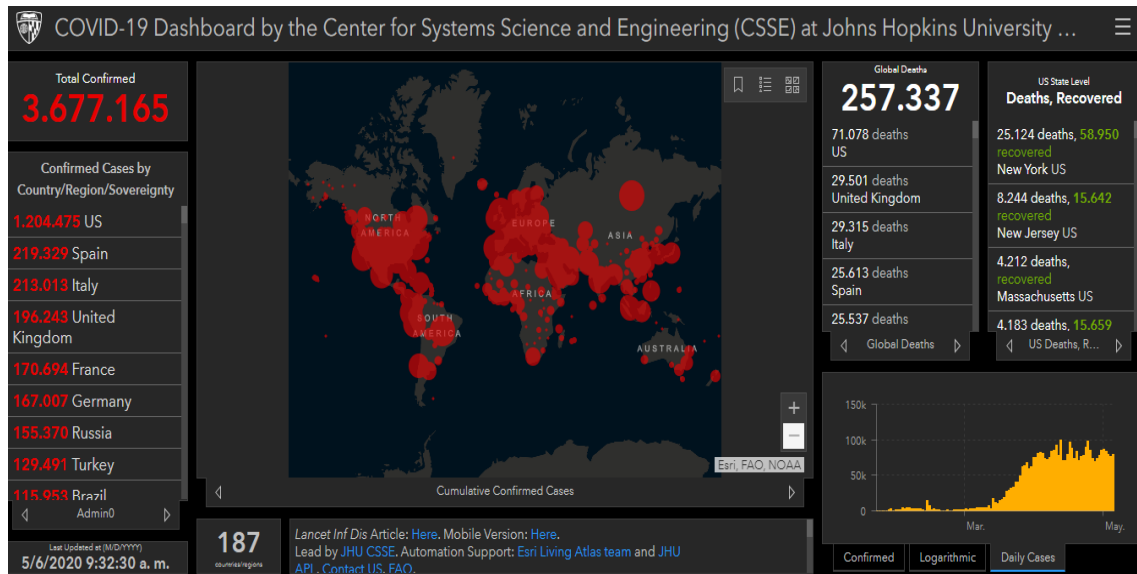 COVID-19 Dashboard by the Center for Systems Science and Engineering (CSSE) at Johns Hopkins University ...
Total Confirmed
3.677.165
Confirmed Cases by
Country/Region/Sovereignty
1.204.475 US
219.329 Spain
213.013 Italy
196.243 United
Kingdom
170.694 France
167.007 Germany
155.370 Russia
129.491 Turkey
115.953 Brazil
Admin0
Last Updated at (M/D/YYYY)
5/6/2020 9:32:30 a. m.
NORTH
AMERICA
EUROPE
ASIA
AFRICA
SOUTH
AMERICA
AUSTRALIA
+
−
Esri, FAO, NOAA
Cumulative Confirmed Cases
187
countries/regions
Lancet Inf Dis Article: Here. Mobile Version: Here.
Lead by JHU CSSE. Automation Support: Esri Living Atlas team and JHU
APL. Contact US. FAQ.
Global Deaths
257.337
71.078 deaths
US
29.501 deaths
United Kingdom
29.315 deaths
Italy
25.613 deaths
Spain
25.537 deaths
Global Deaths
US State Level
Deaths, Recovered
25.124 deaths, 58.950
recovered
New York US
8.244 deaths, 15.642
recovered
New Jersey US
4.212 deaths,
recovered
Massachusetts US
4.183 deaths, 15.659
US Deaths, R...
150k
100k
50k
0
Mar.
May.
Confirmed
Logarithmic
Daily Cases